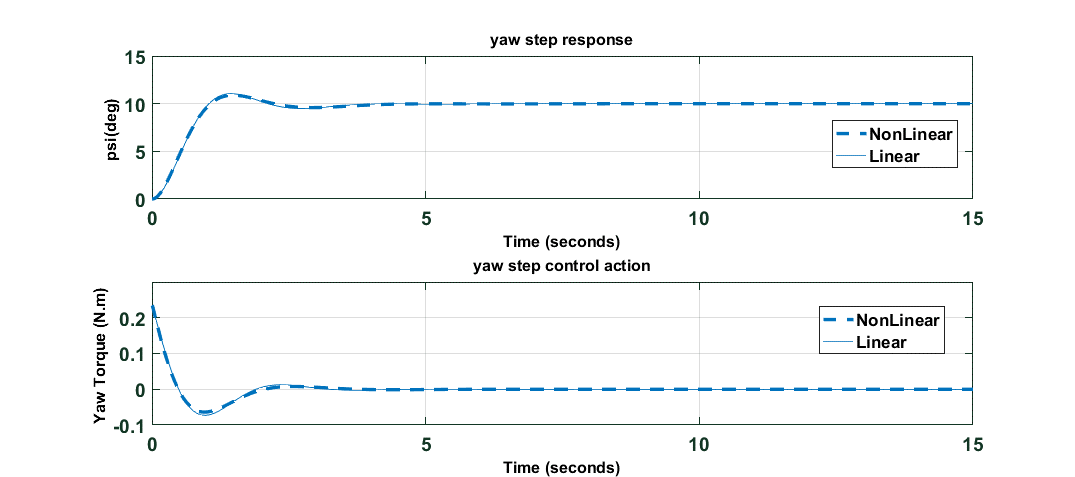 yaw step response
15
10
5
0
psi(deg)
NonLinear
Linear
0 5 10 15
Time (seconds)
yaw step control action
0.2
0.1
0
-0.1
Yaw Torque (N.m)
NonLinear
Linear
0 5 10 15
Time (seconds)